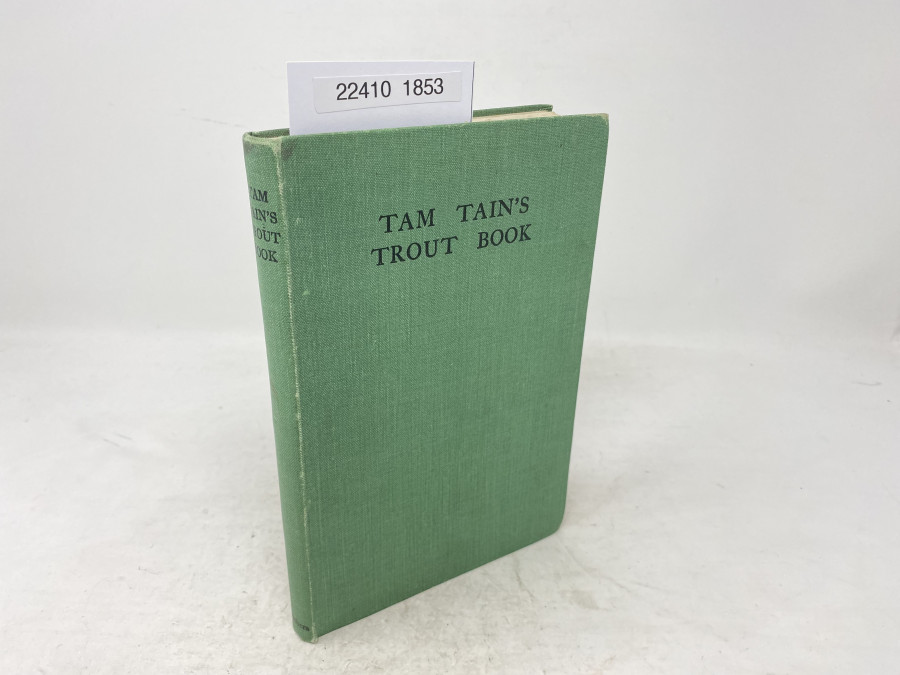 22410 1853
TAM TAIN'S
TROUT BOOK
TAM
TAIN'S
TROUT
BOOK